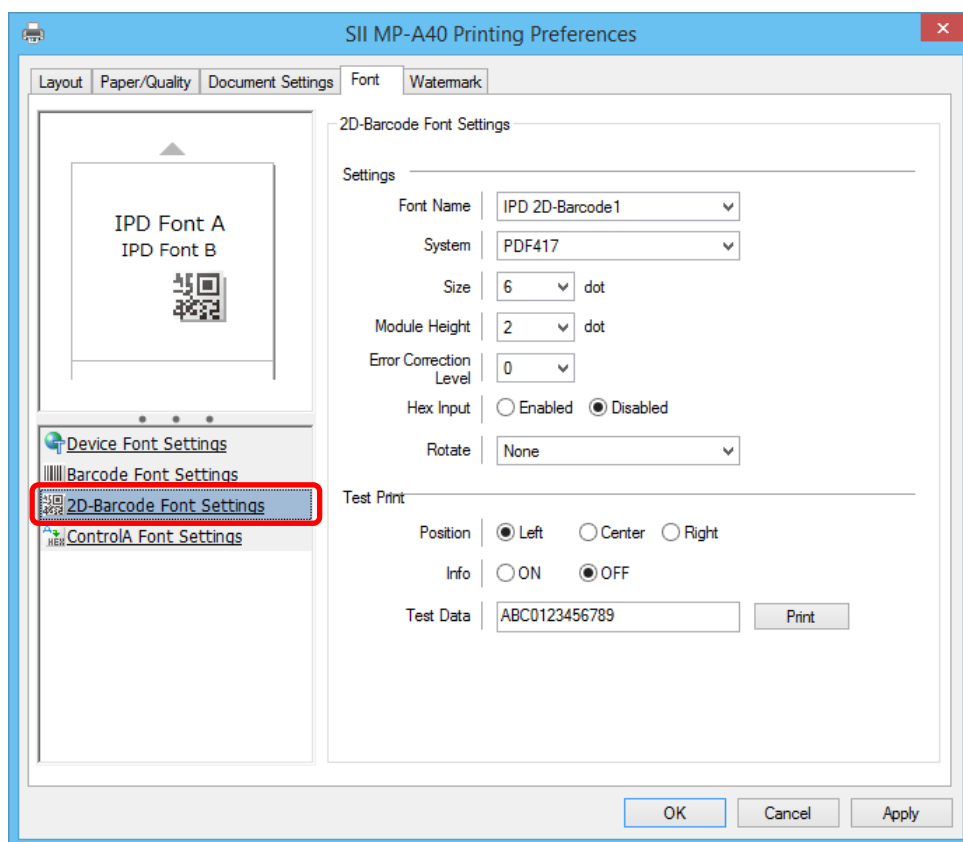 SII MP-A40 Printing Preferences
Layout Paper/Quality Document Settings Font Watermark
IPD Font A
IPD Font B
Device Font Settings
Barcode Font Settings
2D-Barcode Font Settings
HEX ControlA Font Settings
2D-Barcode Font Settings
Settings
Font Name IPD 2D-Barcode1
System PDF417
Size 6 dot
Module Height 2 dot
Error Correction
Level 0
Hex Input Enabled Disabled
Rotate None
Test Print
Position Left Center Right
Info ON OFF
Test Data ABC0123456789 Print
OK Cancel Apply